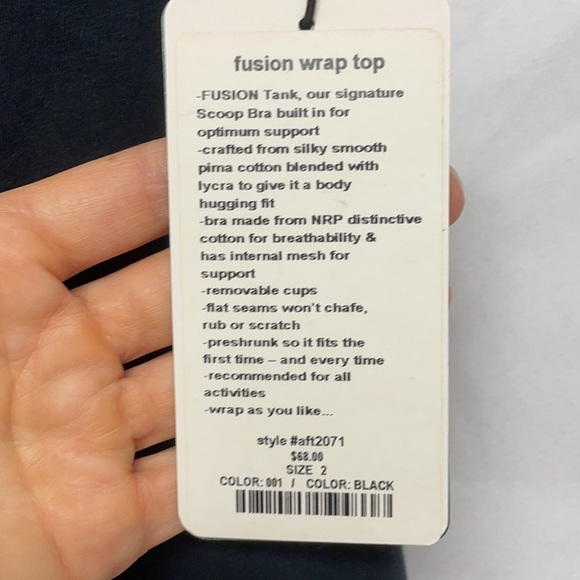 fusion wrap top
-FUSION Tank, our signature
Scoop Bra built in for
optimum support
-crafted from silky smooth
pima cotton blended with
lycra to give it a body
hugging fit
-bra made from NRP distinctive
cotton for breathability &
has internal mesh for
support
-removable cups
-flat seams won't chafe,
rub or scratch
-preshrunk so it fits the
first time – and every time
-recommended for all
activities
-wrap as you like...
style #aft2071
$68.00
SIZE 2
COLOR: 001 / COLOR: BLACK